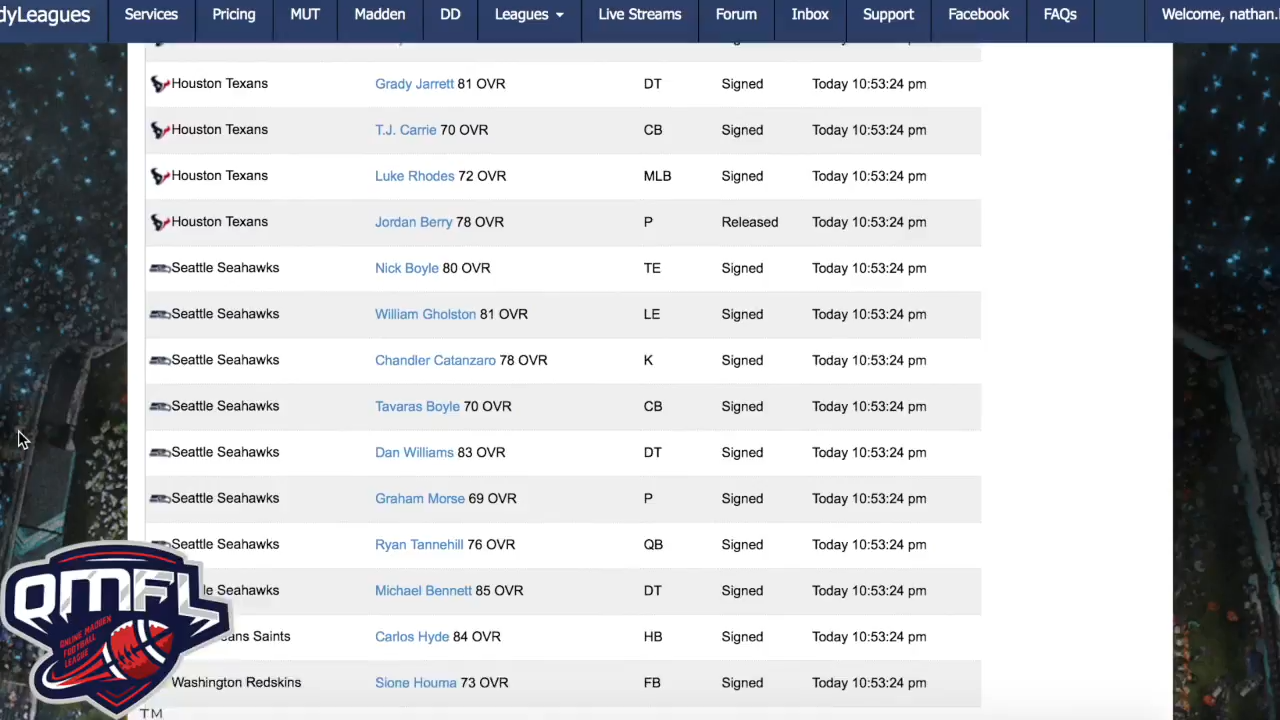 dyLeagues Services Pricing MUT Madden DD Leagues Live Streams Forum Inbox Support Facebook FAQs Welcome, nathan.
Houston Texans Grady Jarrett 81 OVR DT Signed Today 10:53:24 pm
Houston Texans T.J. Carrie 70 OVR CB Signed Today 10:53:24 pm
Houston Texans Luke Rhodes 72 OVR MLB Signed Today 10:53:24 pm
Houston Texans Jordan Berry 78 OVR P Released Today 10:53:24 pm
Seattle Seahawks Nick Boyle 80 OVR TE Signed Today 10:53:24 pm
Seattle Seahawks William Gholston 81 OVR LE Signed Today 10:53:24 pm
Seattle Seahawks Chandler Catanzaro 78 OVR K Signed Today 10:53:24 pm
Seattle Seahawks Tavaras Boyle 70 OVR CB Signed Today 10:53:24 pm
Seattle Seahawks Dan Williams 83 OVR DT Signed Today 10:53:24 pm
Seattle Seahawks Graham Morse 69 OVR P Signed Today 10:53:24 pm
Seattle Seahawks Ryan Tannehill 76 OVR QB Signed Today 10:53:24 pm
le Seahawks Michael Bennett 85 OVR DT Signed Today 10:53:24 pm
ans Saints Carlos Hyde 84 OVR HB Signed Today 10:53:24 pm
Washington Redskins Sione Houma 73 OVR FB Signed Today 10:53:24 pm
OMFL
ONLINE MADDEN
FOOTBALL
LEAGUE
TM